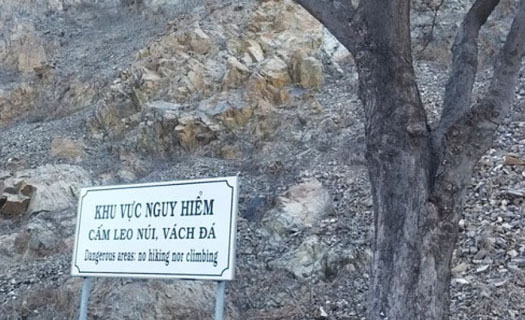 KHU VỰC NGUY HIỂM
CẤM LEO NÚI, VÁCH ĐÁ
Dangerous areas: no hiking nor climbing